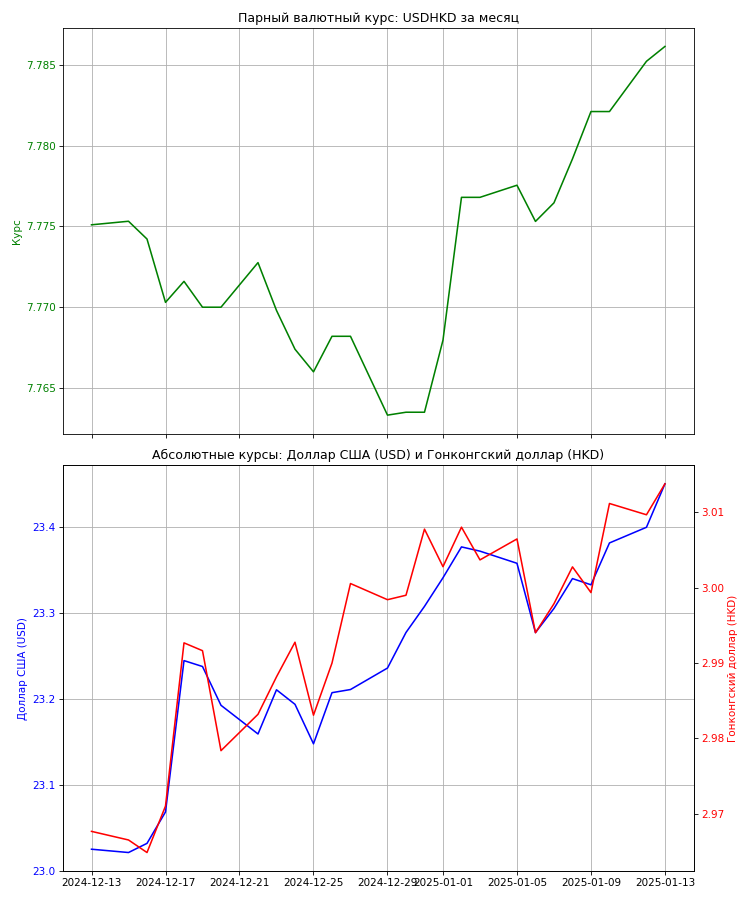 Парный валютный курс: USDHKD за месяц
7.785
7.780
7.775
7.770
7.765
Курс
Абсолютные курсы: Доллар США (USD) и Гонконгский доллар (HKD)
23.4
23.3
23.2
23.1
23.0
Доллар США (USD)
3.01
3.00
2.99
2.98
2.97
Гонконгский доллар (HKD)
2024-12-13 2024-12-17 2024-12-21 2024-12-25 2024-12-29 2025-01-01 2025-01-05 2025-01-09 2025-01-13